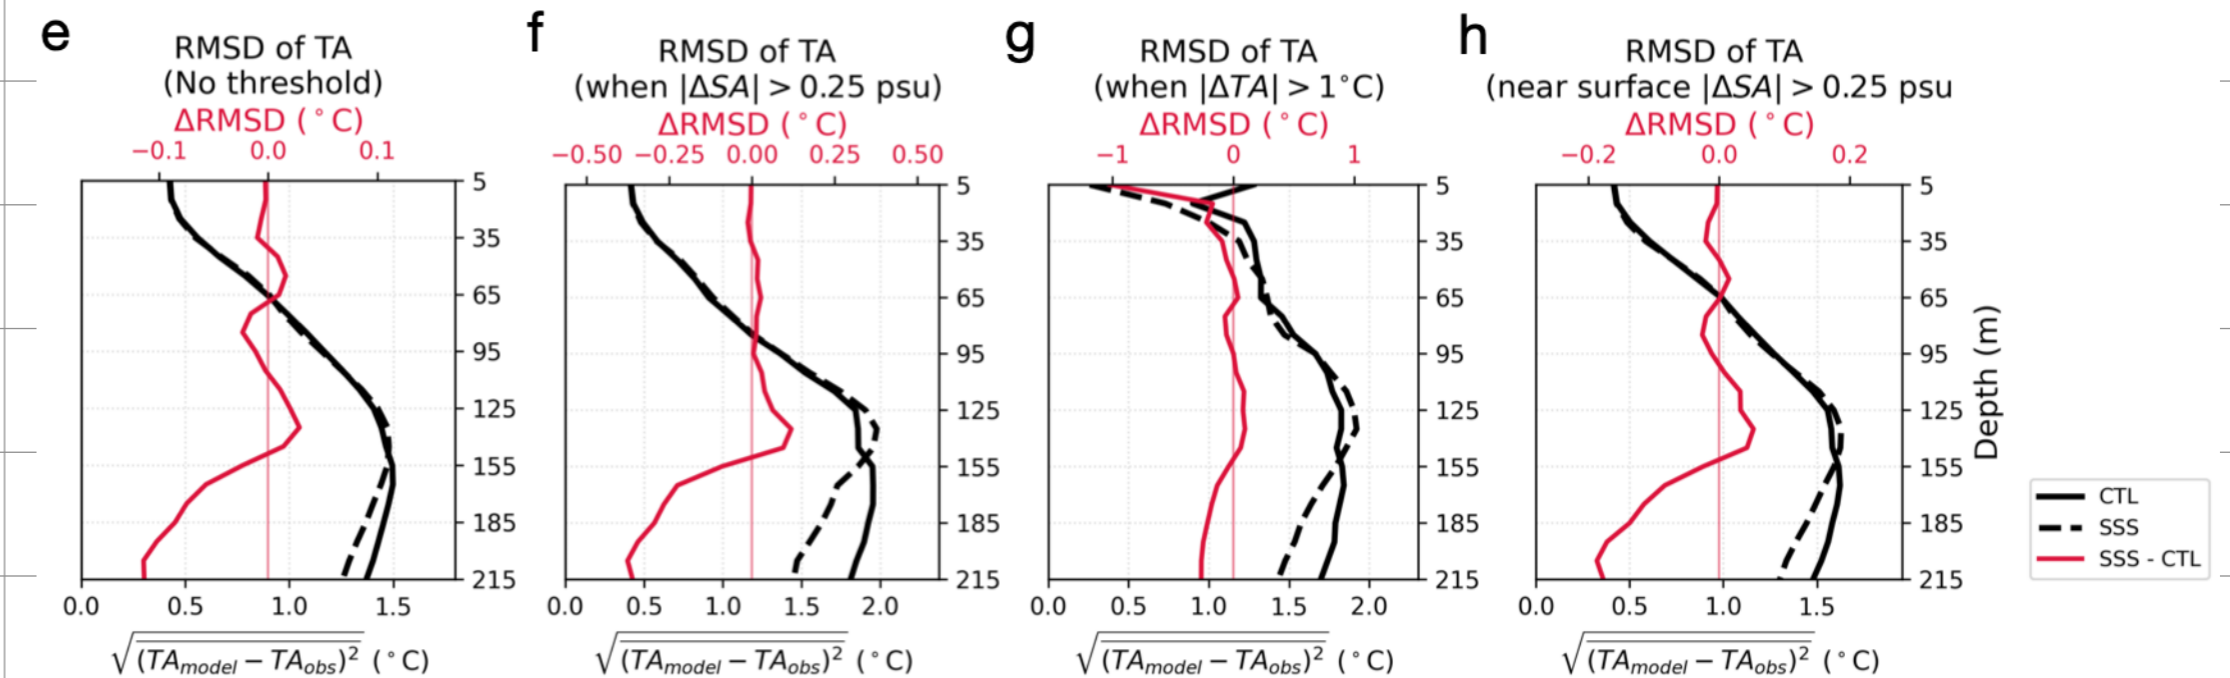 e
RMSD of TA
(No threshold)
ΔRMSD (°C)
−0.1 0.0 0.1
5
35
65
95
125
155
185
215
0.0 0.5 1.0 1.5
√(TA_model − TA_obs)² (°C)
f
RMSD of TA
(when |ΔSA| > 0.25 psu)
ΔRMSD (°C)
−0.50 −0.25 0.00 0.25 0.50
5
35
65
95
125
155
185
215
0.0 0.5 1.0 1.5 2.0
√(TA_model − TA_obs)² (°C)
g
RMSD of TA
(when |ΔTA| > 1°C)
ΔRMSD (°C)
−1 0 1
5
35
65
95
125
155
185
215
0.0 0.5 1.0 1.5 2.0
√(TA_model − TA_obs)² (°C)
h
RMSD of TA
(near surface |ΔSA| > 0.25 psu
ΔRMSD (°C)
−0.2 0.0 0.2
5
35
65
95
125
155
185
215
Depth (m)
0.0 0.5 1.0 1.5
√(TA_model − TA_obs)² (°C)
CTL
SSS
SSS - CTL